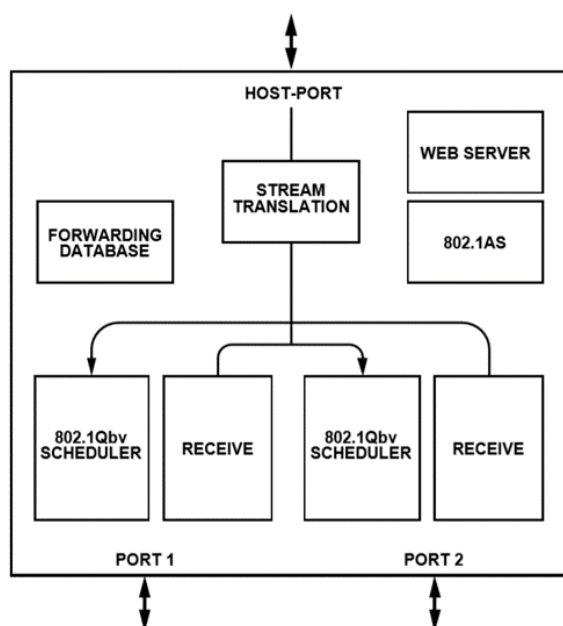 HOST-PORT
WEB SERVER
STREAM
TRANSLATION
FORWARDING
DATABASE
802.1AS
802.1Qbv
SCHEDULER
RECEIVE
802.1Qbv
SCHEDULER
RECEIVE
PORT 1
PORT 2